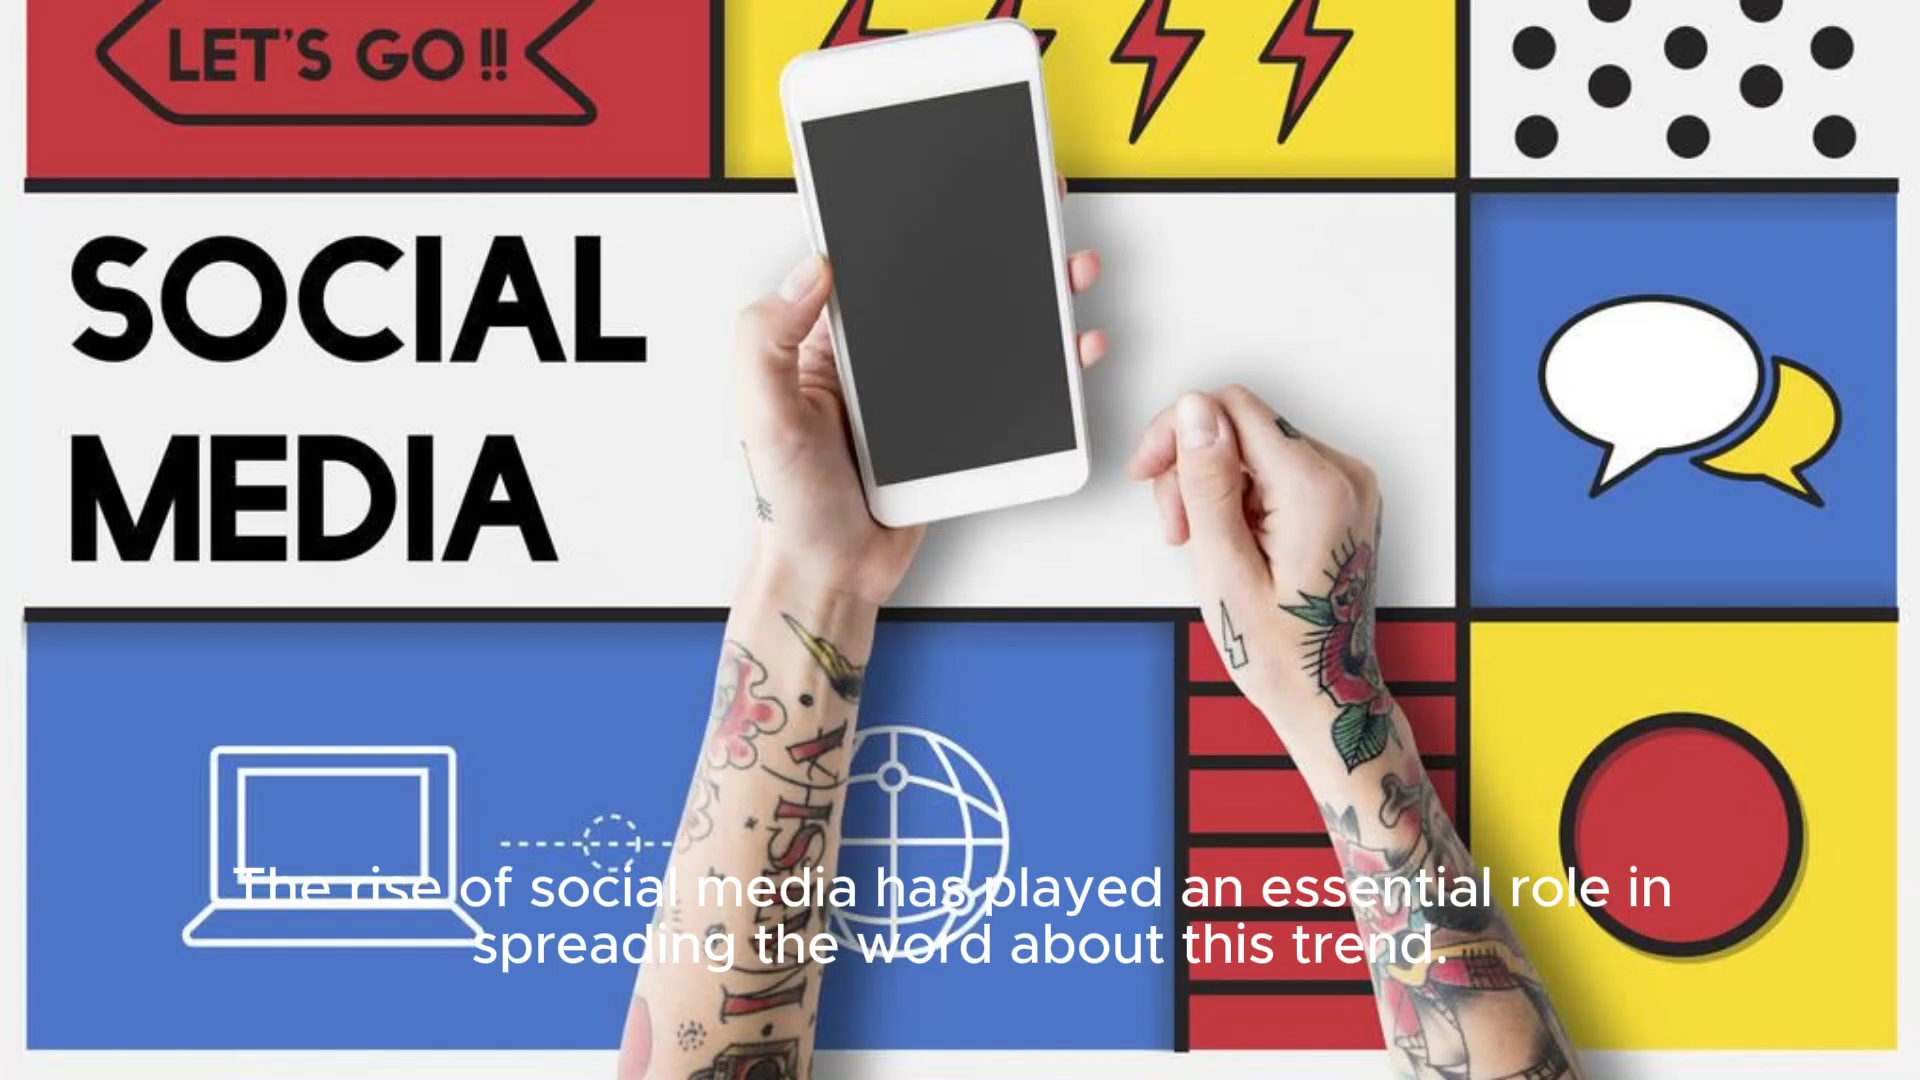 LET'S GO!!
SOCIAL
MEDIA
The rise of social media has played an essential role in
spreading the word about this trend.